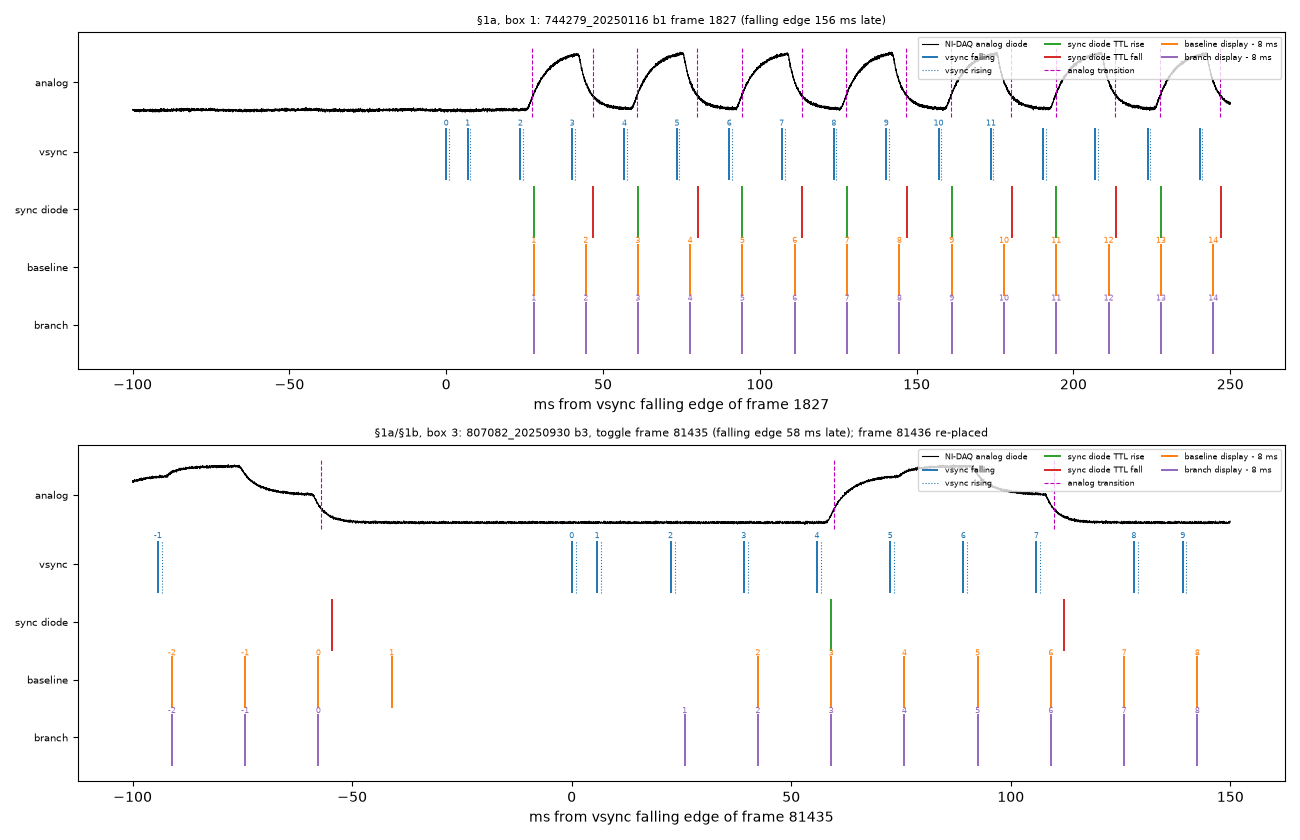 §1a, box 1: 744279_20250116 b1 frame 1827 (falling edge 156 ms late)
NI-DAQ analog diode
vsync falling
vsync rising
sync diode TTL rise
sync diode TTL fall
analog transition
baseline display - 8 ms
branch display - 8 ms
analog
vsync
sync diode
baseline
branch
0 1 2 3 4 5 6 7 8 9 10 11
1 2 3 4 5 6 7 8 9 10 11 12 13 14
1 2 3 4 5 6 7 8 9 10 11 12 13 14
−100 −50 0 50 100 150 200 250
ms from vsync falling edge of frame 1827
§1a/§1b, box 3: 807082_20250930 b3, toggle frame 81435 (falling edge 58 ms late); frame 81436 re-placed
NI-DAQ analog diode
vsync falling
vsync rising
sync diode TTL rise
sync diode TTL fall
analog transition
baseline display - 8 ms
branch display - 8 ms
analog
vsync
sync diode
baseline
branch
-1 0 1 2 3 4 5 6 7 8 9
-2 -1 0 1 2 3 4 5 6 7 8
-2 -1 0 1 2 3 4 5 6 7 8
−100 −50 0 50 100 150
ms from vsync falling edge of frame 81435